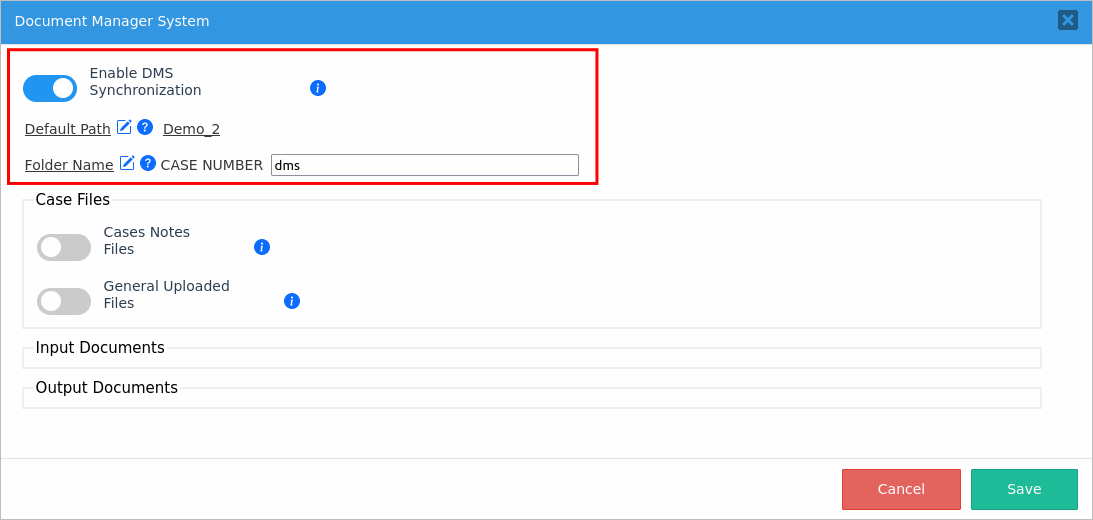 Document Manager System
Enable DMS
Synchronization
Default Path ? Demo_2
Folder Name ? CASE NUMBER dms
Case Files
Cases Notes
Files
General Uploaded
Files
Input Documents
Output Documents
Cancel Save